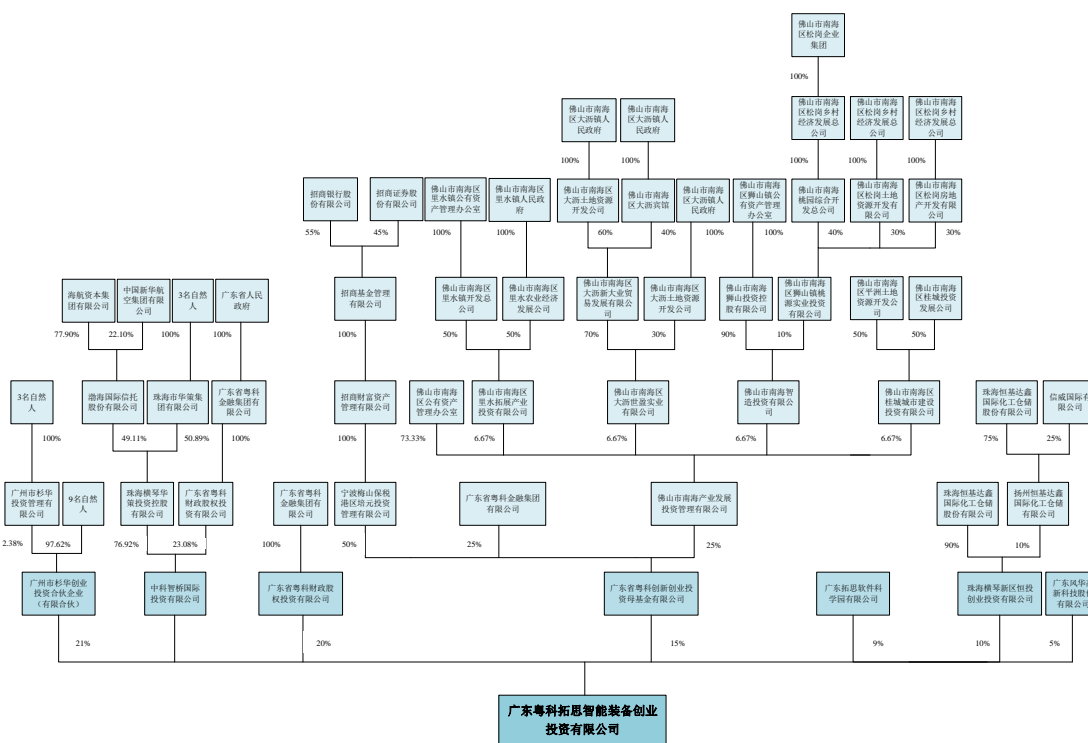 佛山市南海
区松岗企业
集团
100%
佛山市南海
区大沥镇人
民政府
佛山市南海
区大沥镇人
民政府
佛山市南海
区松岗乡村
经济发展总
公司
佛山市南海
区松岗乡村
经济发展总
公司
佛山市南海
区松岗乡村
经济发展总
公司
100%
100%
100%
100%
100%
招商银行股
份有限公司
招商证券股
份有限公司
佛山市南海区
里水镇公有资
产管理办公室
佛山市南海区
里水镇人民政
府
佛山市南海区
大沥土地资源
开发公司
佛山市南海
区大沥宾馆
佛山市南海
区大沥镇人
民政府
佛山市南海
区狮山镇公
有资产管理
办公室
佛山市南海
桃园综合开
发总公司
佛山市南海
区松岗土地
资源开发有
限公司
佛山市南海
区松岗房地
产开发有限
公司
55%
45%
100%
100%
60%
40%
100%
100%
40%
30%
30%
海航资本集
团有限公司
中国新华航
空集团有限
公司
3名自然
人
广东省人民
政府
招商基金管理
有限公司
佛山市南海区
里水镇开发总
公司
佛山市南海区
里水农业经济
发展公司
佛山市南海区
大沥新大业贸
易发展有限公
司
佛山市南海
区大沥土地
资源开发公
司
佛山市南海
狮山投资控
股有限公司
佛山市南海
区狮山镇桃
源实业投资
有限公司
佛山市南海
区平洲土地
资源开发公
司
佛山市南海
区桂城投资
发展公司
77.90%
22.10%
100%
100%
100%
50%
50%
70%
30%
90%
10%
50%
50%
3名自然
人
渤海国际信托
股份有限公司
珠海市华策集
团有限公司
广东省粤科
金融集团有
限公司
招商财富资产
管理有限公司
佛山市南海
区公有资产
管理办公室
佛山市南海
区里水拓展产业
投资有限公司
佛山市南海区
大沥世盈实业
有限公司
佛山市南海智
造投资有限公
司
佛山市南海区
桂城城市建设
投资有限公司
珠海恒基达鑫
国际化工仓储
股份有限公司
信威国际有
限公司
100%
49.11%
50.89%
100%
100%
73.33%
6.67%
6.67%
6.67%
6.67%
75%
25%
广州市杉华
投资管理有
限公司
9名自然
人
珠海横琴华
策投资控股
有限公司
广东省粤科
财政股权投
资有限公司
广东省粤科
金融集团有
限公司
宁波梅山保税
港区培元投资
管理有限公司
广东省粤科金融集团
有限公司
佛山市南海产业发展
投资管理有限公司
珠海恒基达鑫
国际化工仓储
股份有限公司
扬州恒基达鑫
国际化工仓储
有限公司
2.38%
97.62%
76.92%
23.08%
100%
50%
25%
25%
90%
10%
广州市杉华创业
投资合伙企业
（有限合伙）
中科智桥国际
投资有限公司
广东省粤科财政股
权投资有限公司
广东省粤科创新创业投
资母基金有限公司
广东拓思软件科
学园有限公司
珠海横琴新区恒投
创业投资有限公司
广东风华高
新科技股份
有限公司
21%
20%
15%
9%
10%
5%
广东粤科拓思智能装备创业
投资有限公司